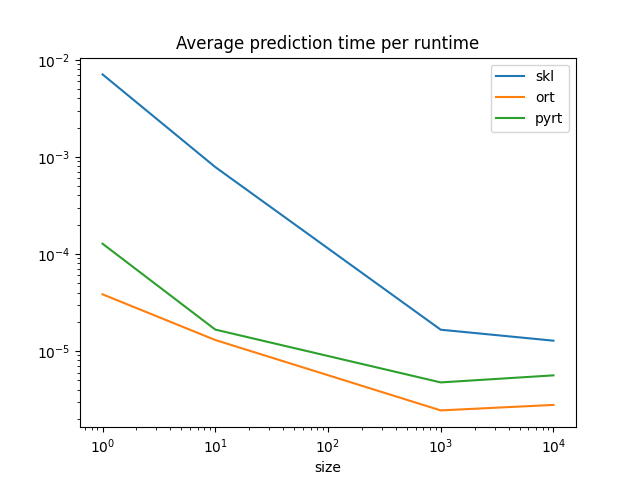 Average prediction time per runtime
skl
ort
pyrt
10⁻²
10⁻³
10⁻⁴
10⁻⁵
10⁰ 10¹ 10² 10³ 10⁴
size